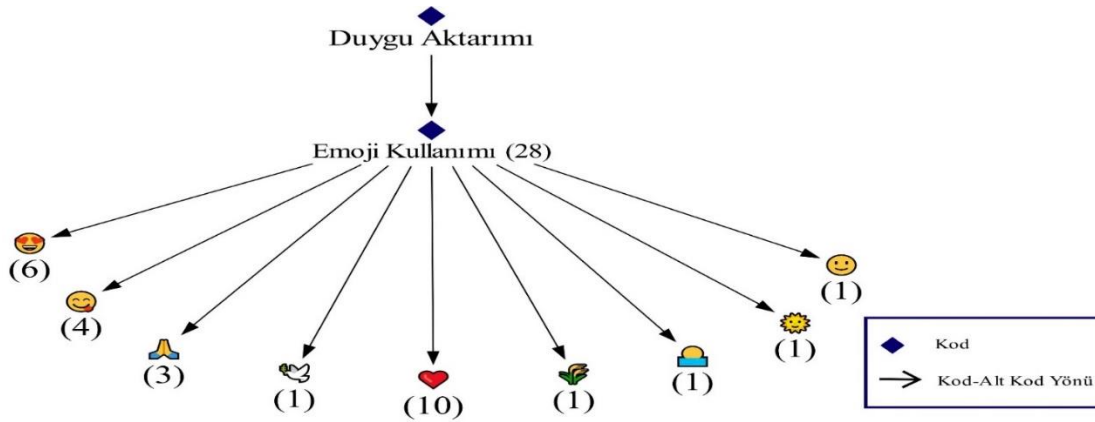 Duygu Aktarımı
Emoji Kullanımı (28)
(6)
(4)
(3)
(1)
(10)
(1)
(1)
(1)
(1)
Kod
Kod-Alt Kod Yönü